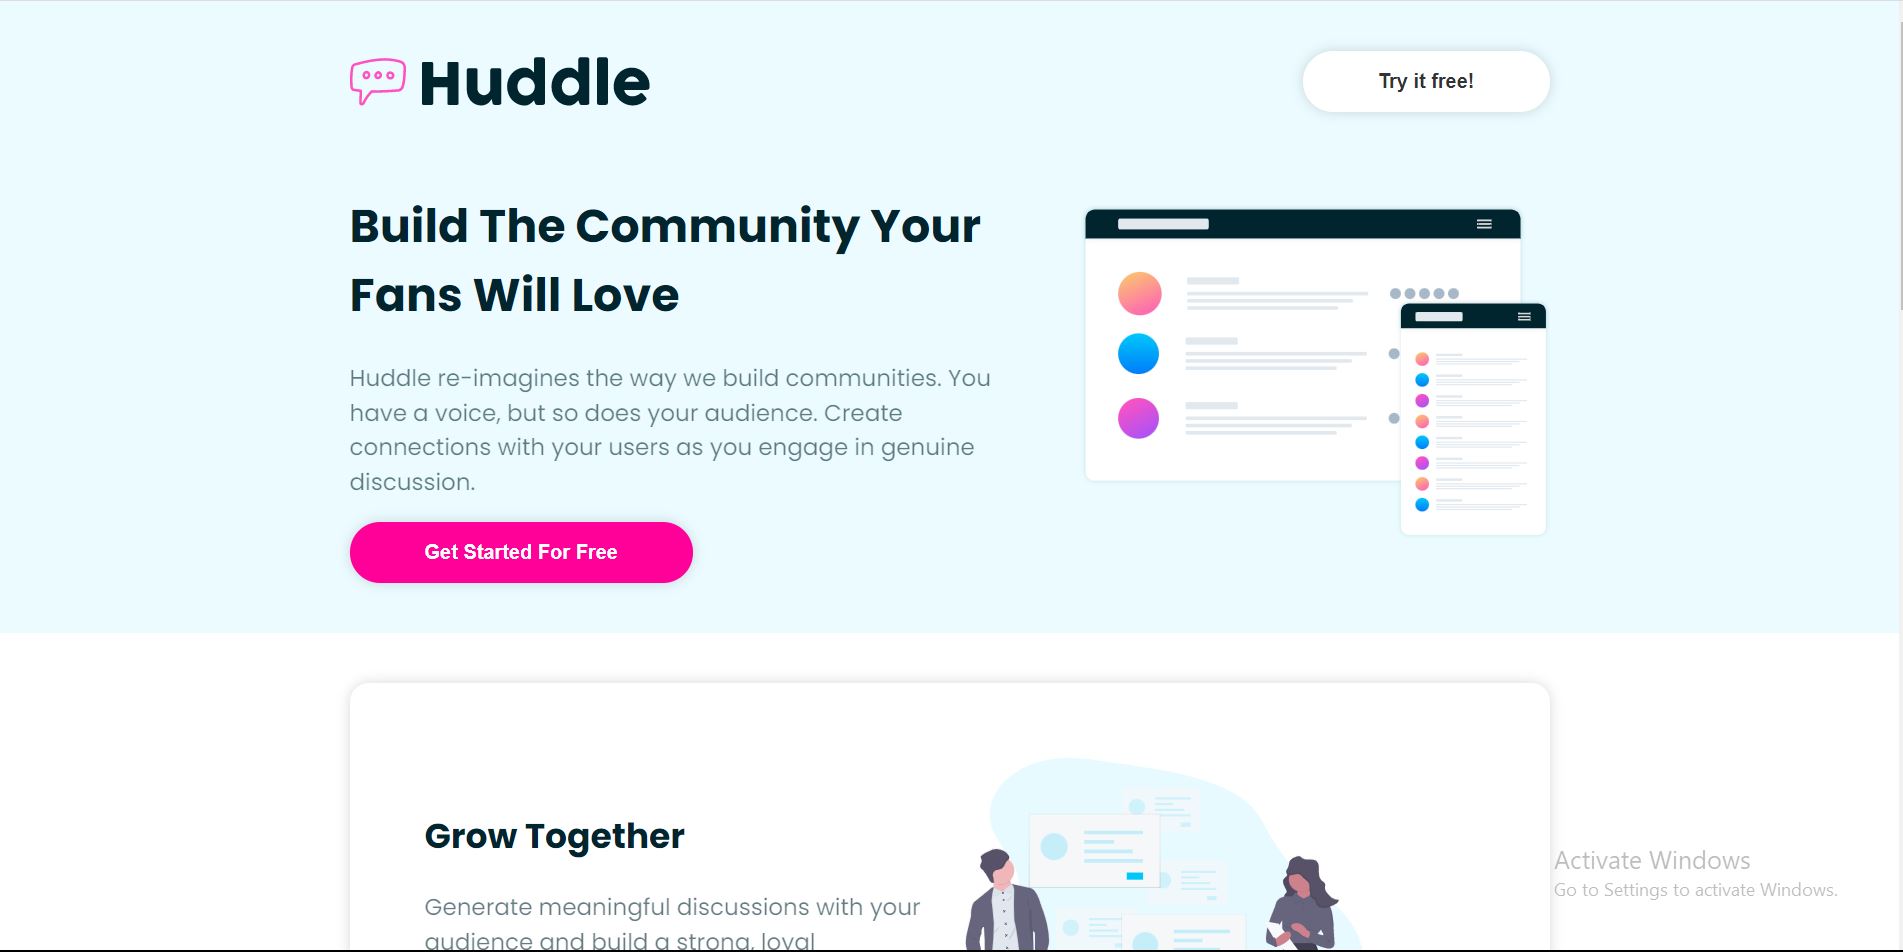 Huddle
Try it free!
Build The Community Your
Fans Will Love
Huddle re-imagines the way we build communities. You
have a voice, but so does your audience. Create
connections with your users as you engage in genuine
discussion.
Get Started For Free
Grow Together
Generate meaningful discussions with your
audience and build a strong, loyal
Activate Windows
Go to Settings to activate Windows.